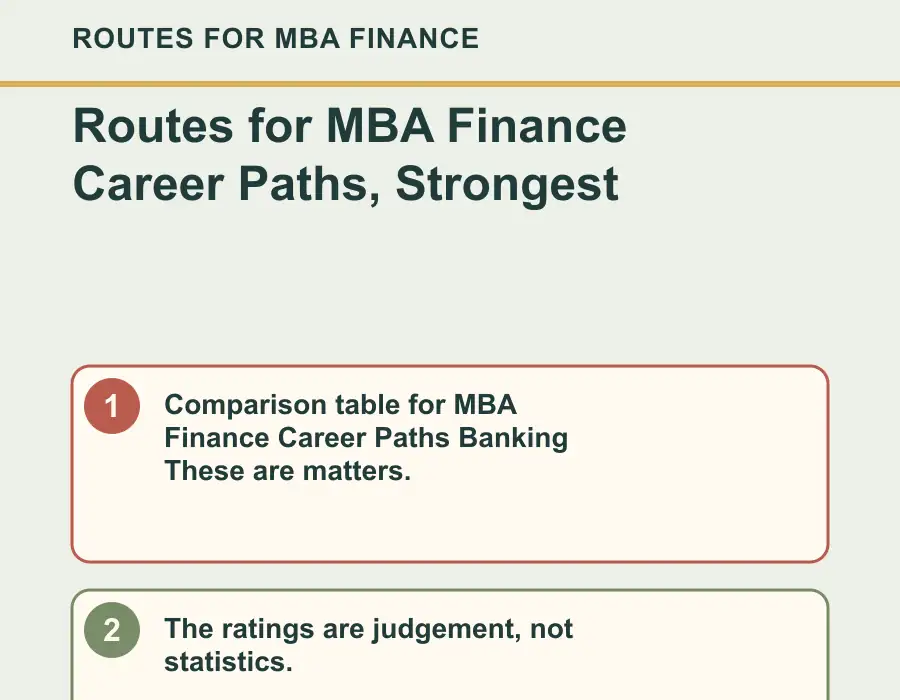 ROUTES FOR MBA FINANCE
Routes for MBA Finance
Career Paths, Strongest
1
Comparison table for MBA
Finance Career Paths Banking
These are matters.
2
The ratings are judgement, not
statistics.